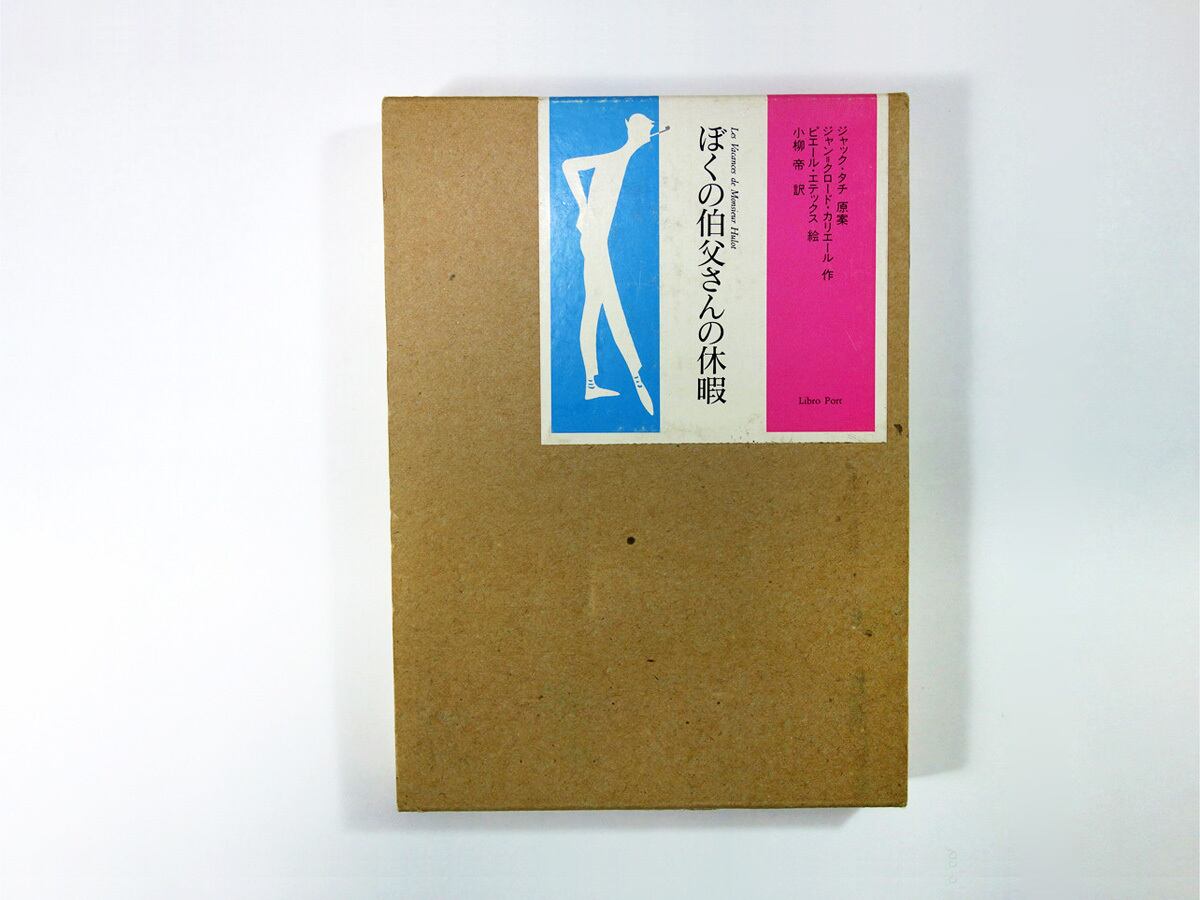 ジャック・タチ 原案
ジャン=クロード・カリエール 作
ピエール・エテックス 絵
小柳 帝 訳
Libro Port
Les Vacances de Monsieur Hulot
ぼくの伯父さんの休暇